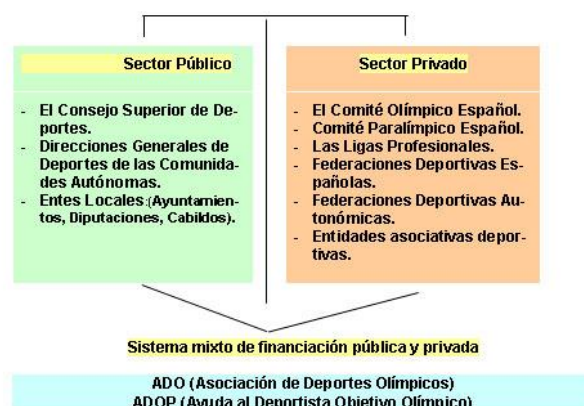 Sector Público
- El Consejo Superior de De-
portes.
- Direcciones Generales de
Deportes de las Comunida-
des Autónomas.
- Entes Locales:(Ayuntamien-
tos, Diputaciones, Cabildos).
Sector Privado
- El Comité Olímpico Español.
- Comité Paralímpico Español.
- Las Ligas Profesionales.
- Federaciones Deportivas Es-
pañolas.
- Federaciones Deportivas Au-
tonómicas.
- Entidades asociativas depor-
tivas.
Sistema mixto de financiación pública y privada
ADO (Asociación de Deportes Olímpicos)
ADOP (Ayuda al Deportista Objetivo Olímpico)